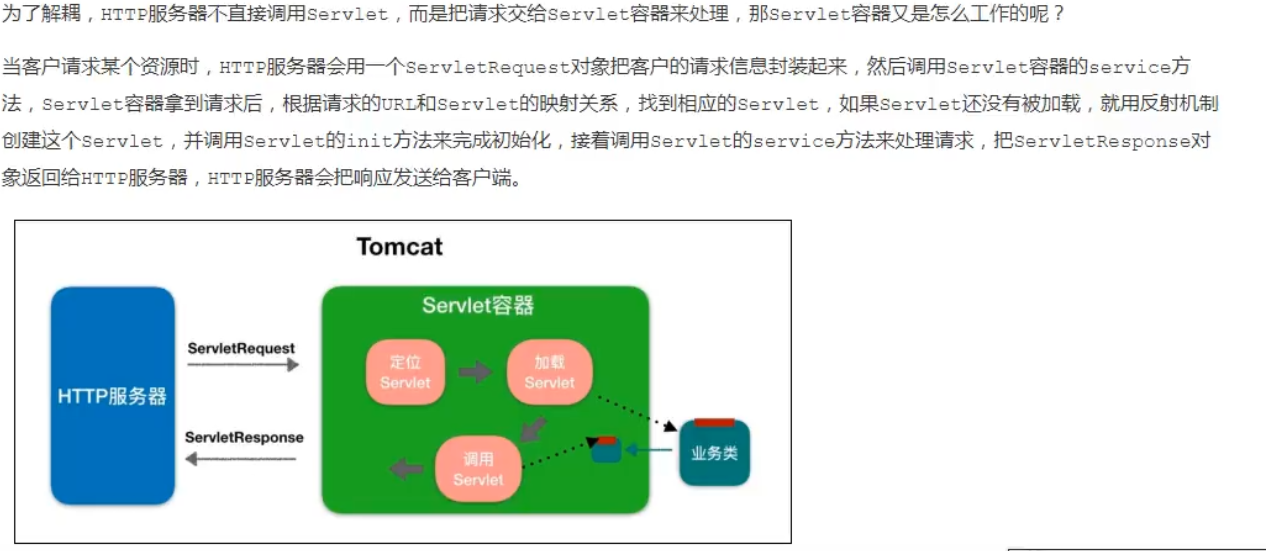 为了解耦，HTTP服务器不直接调用Servlet，而是把请求交给Servlet容器来处理，那Servlet容器又是怎么工作的呢？
当客户请求某个资源时，HTTP服务器会用一个ServletRequest对象把客户的请求信息封装起来，然后调用Servlet容器的service方
法，Servlet容器拿到请求后，根据请求的URL和Servlet的映射关系，找到相应的Servlet，如果Servlet还没有被加载，就用反射机制
创建这个Servlet，并调用Servlet的init方法来完成初始化，接着调用Servlet的service方法来处理请求，把ServletResponse对
象返回给HTTP服务器，HTTP服务器会把响应发送给客户端。
Tomcat
Servlet容器
HTTP服务器
ServletRequest
ServletResponse
定位
Servlet
加载
Servlet
调用
Servlet
业务类